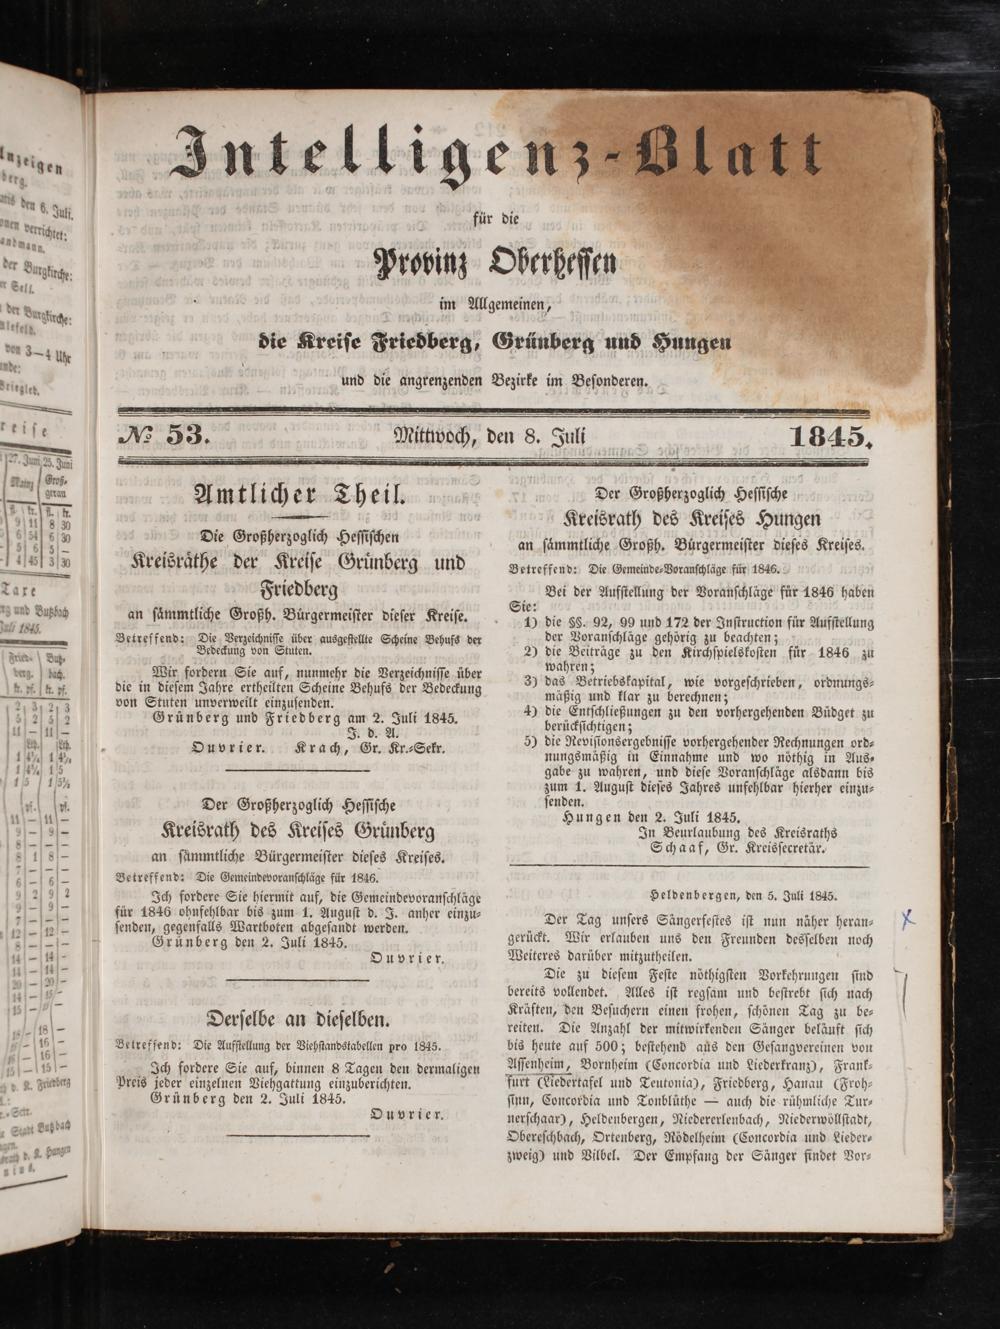 Intelligenz-Blatt
für die
Provinz Oberhessen
im Allgemeinen,
die Kreise Friedberg, Grünberg und Hungen
und die angrenzenden Bezirke im Besonderen.
№ 53. Mittwoch, den 8. Juli 1845.
Amtlicher Theil.
Die Großherzoglich Hessischen
Kreisräthe der Kreise Grünberg und
Friedberg
an sämmtliche Großh. Bürgermeister dieser Kreise.
Betreffend: Die Verzeichnisse über ausgestellte Scheine Behufs der
Bedeckung von Stuten.
Wir fordern Sie auf, nunmehr die Verzeichnisse über
die in diesem Jahre ertheilten Scheine Behufs der Bedeckung
von Stuten unverweilt einzusenden.
Grünberg und Friedberg am 2. Juli 1845.
J. d. A.
Ouvrier. Krach, Gr. Kr.-Sekr.
Der Großherzoglich Hessische
Kreisrath des Kreises Grünberg
an sämmtliche Bürgermeister dieses Kreises.
Betreffend: Die Gemeindevoranschläge für 1846.
Ich fordere Sie hiermit auf, die Gemeindevoranschläge
für 1846 ohnfehlbar bis zum 1. August d. J. anher einzu-
senden, gegenfalls Wartboten abgesandt werden.
Grünberg den 2. Juli 1845.
Ouvrier.
Derselbe an dieselben.
Betreffend: Die Aufstellung der Viehstandstabellen pro 1845.
Ich fordere Sie auf, binnen 8 Tagen den dermaligen
Preis jeder einzelnen Viehgattung einzuberichten.
Grünberg den 2. Juli 1845.
Ouvrier.
Der Großherzoglich Hessische
Kreisrath des Kreises Hungen
an sämmtliche Großh. Bürgermeister dieses Kreises.
Betreffend: Die Gemeinde-Voranschläge für 1846.
Bei der Aufstellung der Voranschläge für 1846 haben
Sie:
1) die §§. 92, 99 und 172 der Instruction für Aufstellung
der Voranschläge gehörig zu beachten;
2) die Beiträge zu den Kirchspielskosten für 1846 zu
wahren;
3) das Betriebskapital, wie vorgeschrieben, ordnungs-
mäßig und klar zu berechnen;
4) die Entschließungen zu den vorhergehenden Büdget zu
berücksichtigen;
5) die Revisionsergebnisse vorhergehender Rechnungen ord-
nungsmäßig in Einnahme und wo nöthig in Aus-
gabe zu wahren, und diese Voranschläge alsdann bis
zum 1. August dieses Jahres unfehlbar hierher einzu-
senden.
Hungen den 2. Juli 1845.
In Beurlaubung des Kreisraths
Schaaf, Gr. Kreissecretär.
Heldenbergen, den 5. Juli 1845.
Der Tag unsers Sängerfestes ist nun näher heran-
gerückt. Wir erlauben uns den Freunden desselben noch
Weiteres darüber mitzutheilen.
Die zu diesem Feste nöthigsten Vorkehrungen sind
bereits vollendet. Alles ist regsam und bestrebt sich nach
Kräften, den Besuchern einen frohen, schönen Tag zu be-
reiten. Die Anzahl der mitwirkenden Sänger beläuft sich
bis heute auf 500; bestehend aus den Gesangvereinen von
Assenheim, Bornheim (Concordia und Liederkranz), Frank-
furt (Liedertafel und Teutonia), Friedberg, Hanau (Froh-
sinn, Concordia und Tonblüthe — auch die rühmliche Tur-
nerschaar), Heldenbergen, Niedererlenbach, Niederwöllstadt,
Obereschbach, Ortenberg, Rödelheim (Concordia und Lieder-
zweig) und Vilbel. Der Empfang der Sänger findet Vor-